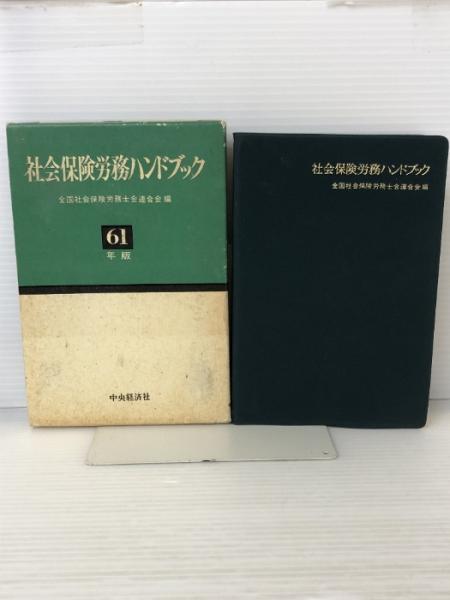 社会保険労務ハンドブック
全国社会保険労務士会連合会 編
61
年版
中央経済社
社会保険労務ハンドブック
全国社会保険労務士会連合会 編